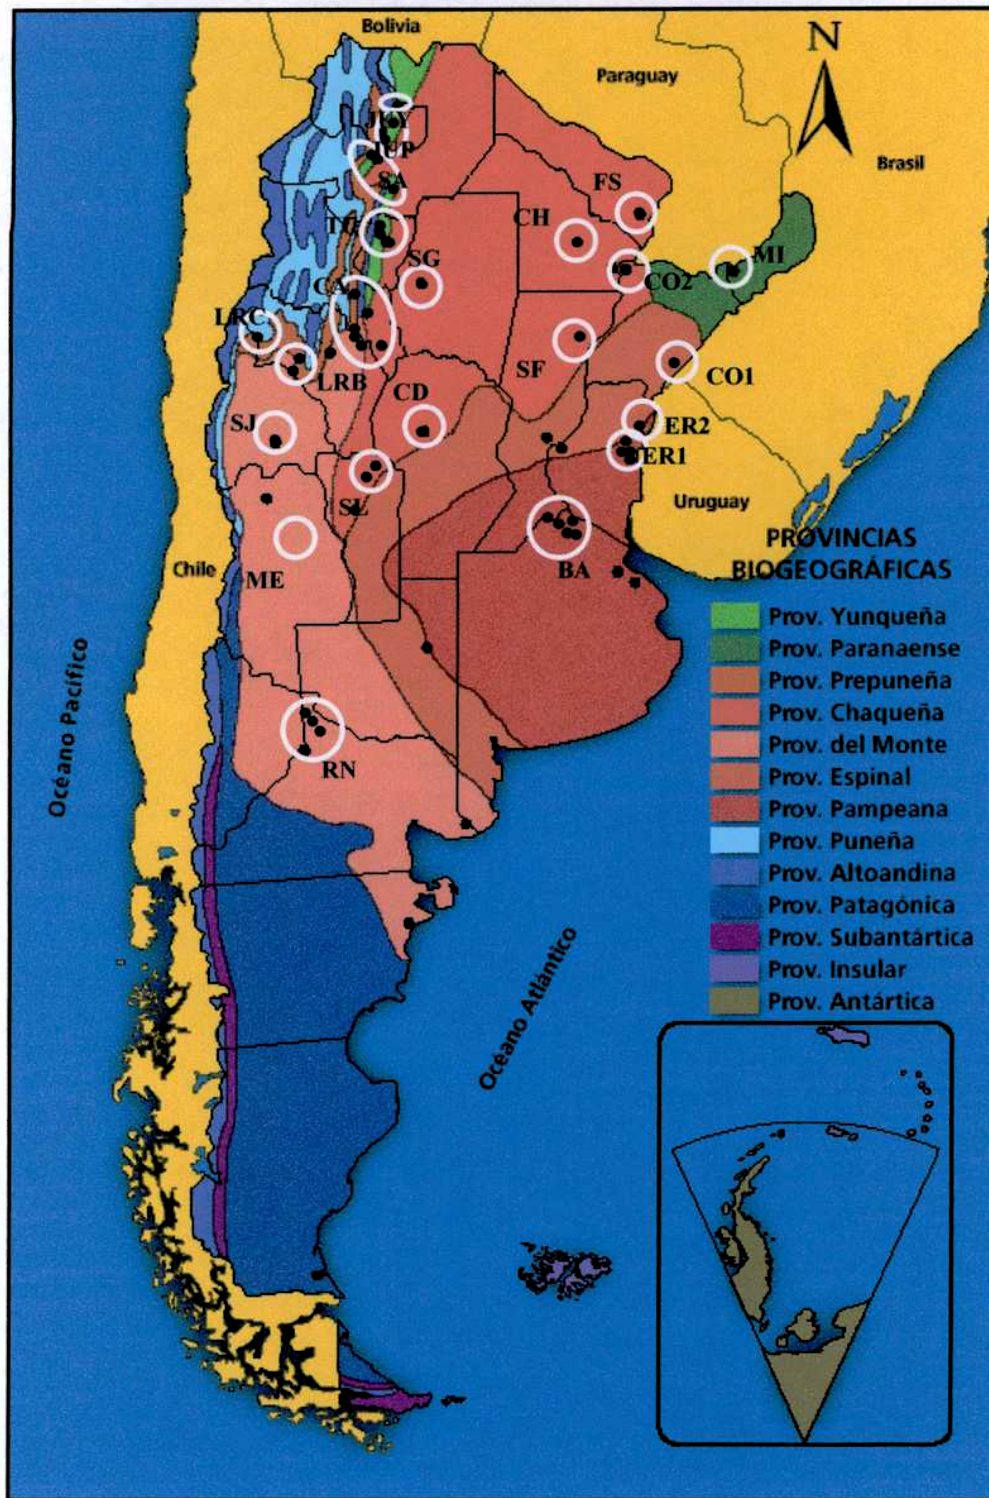 Bolivia
N
Paraguay
Brasil
JUY
JUP
SA
FS
CH
TU
SG
MI
CO2
CA
LRC
SF
LRB
CO1
CD
SJ
ER2
ER1
SL
Uruguay
Chile
ME
BA
PROVINCIAS
BIOGEOGRÁFICAS
Prov. Yunqueña
Prov. Paranaense
Prov. Prepuneña
Prov. Chaqueña
Prov. del Monte
Prov. Espinal
Prov. Pampeana
Prov. Puneña
Prov. Altoandina
Prov. Patagónica
Prov. Subantártica
Prov. Insular
Prov. Antártica
RN
Océano Pacífico
Océano Atlántico